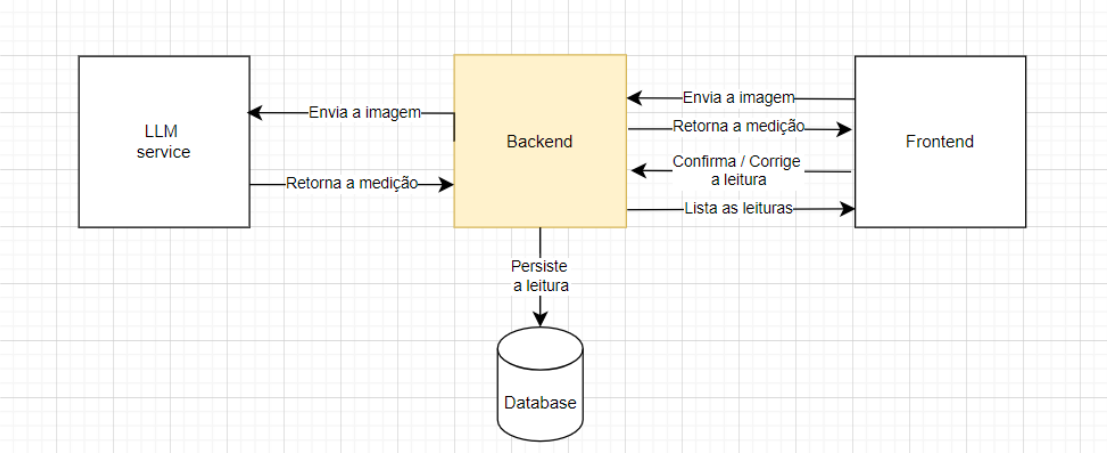 LLM
service
Envia a imagem
Retorna a medição
Backend
Envia a imagem
Retorna a medição
Confirma / Corrige
a leitura
Lista as leituras
Frontend
Persiste
a leitura
Database